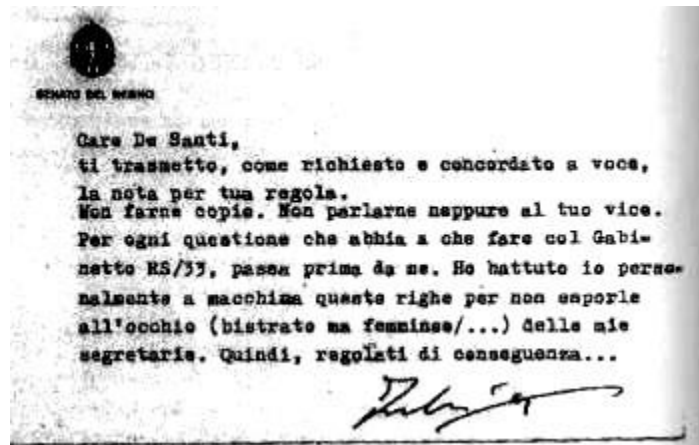 SENATO DEL REGNO
Caro De Santi,
ti trasmetto, come richiesto e concordato a voce,
la nota per tua regola.
Non farne copie. Non parlarne neppure al tuo vice.
Per ogni questione che abbia a che fare col Gabi=
netto RS/33, passa prima da me. Ho battuto io perso=
nalmente a macchina queste righe per non esporle
all'occhio (bistrato ma femminse/...) delle mie
segretarie. Quindi, regolati di conseguenza...